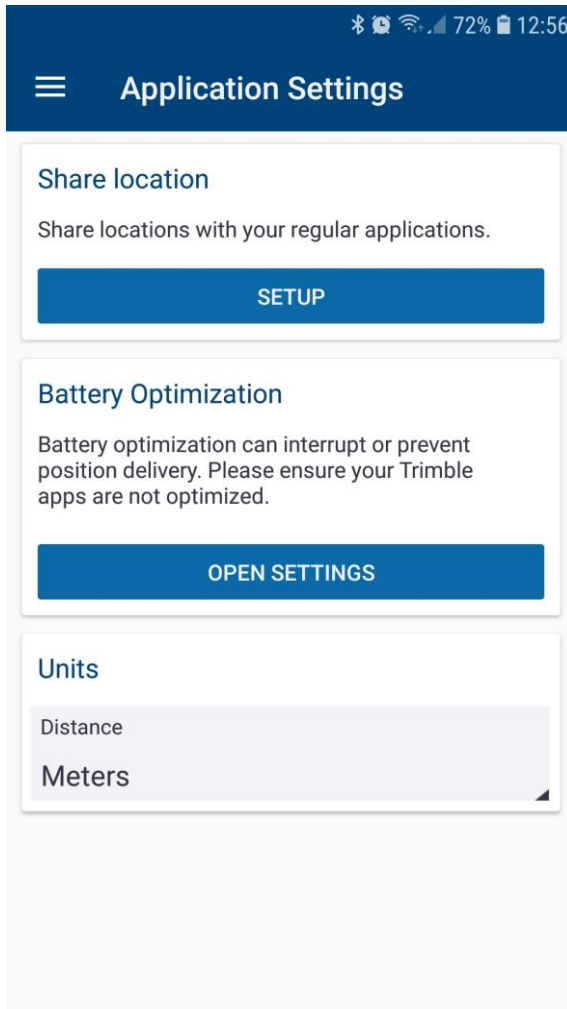 72% 12:56
Application Settings
Share location
Share locations with your regular applications.
SETUP
Battery Optimization
Battery optimization can interrupt or prevent
position delivery. Please ensure your Trimble
apps are not optimized.
OPEN SETTINGS
Units
Distance
Meters